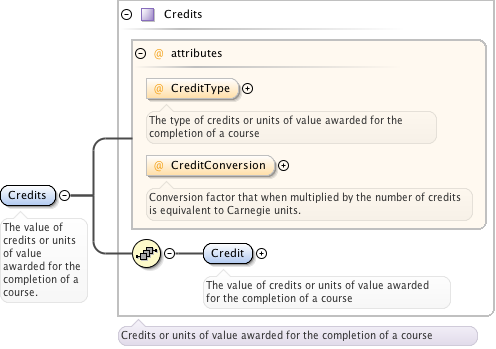 Credits
@ attributes
@ CreditType
The type of credits or units of value awarded for the
completion of a course
@ CreditConversion
Conversion factor that when multiplied by the number of credits
is equivalent to Carnegie units.
Credits
The value of
credits or units
of value
awarded for the
completion of a
course.
Credit
The value of credits or units of value awarded
for the completion of a course
Credits or units of value awarded for the completion of a course